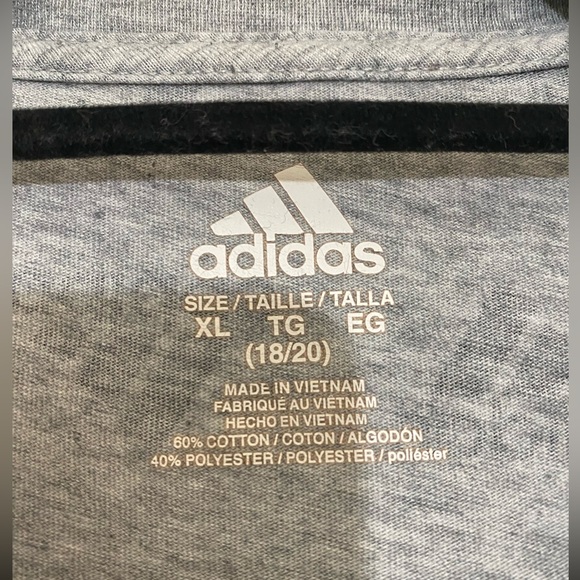 adidas
SIZE / TAILLE / TALLA
XL TG EG
(18/20)
MADE IN VIETNAM
FABRIQUÉ AU VIETNAM
HECHO EN VIETNAM
60% COTTON / COTON / ALGODÓN
40% POLYESTER / POLYESTER / poliéster